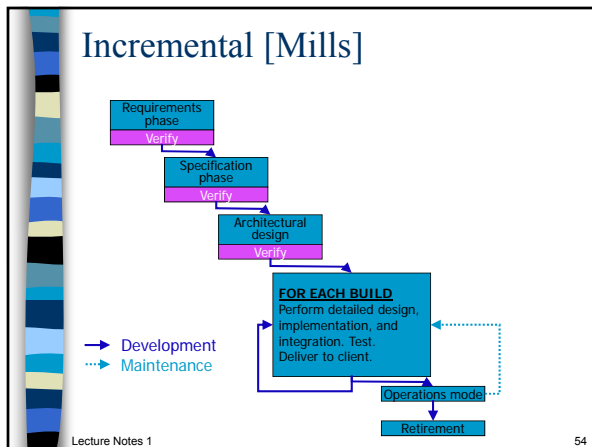 Incremental [Mills]
Requirements
phase
Verify
Specification
phase
Verify
Architectural
design
Verify
FOR EACH BUILD
Perform detailed design,
implementation, and
integration. Test.
Deliver to client.
Development
Maintenance
Operations mode
Retirement
Lecture Notes 1
54